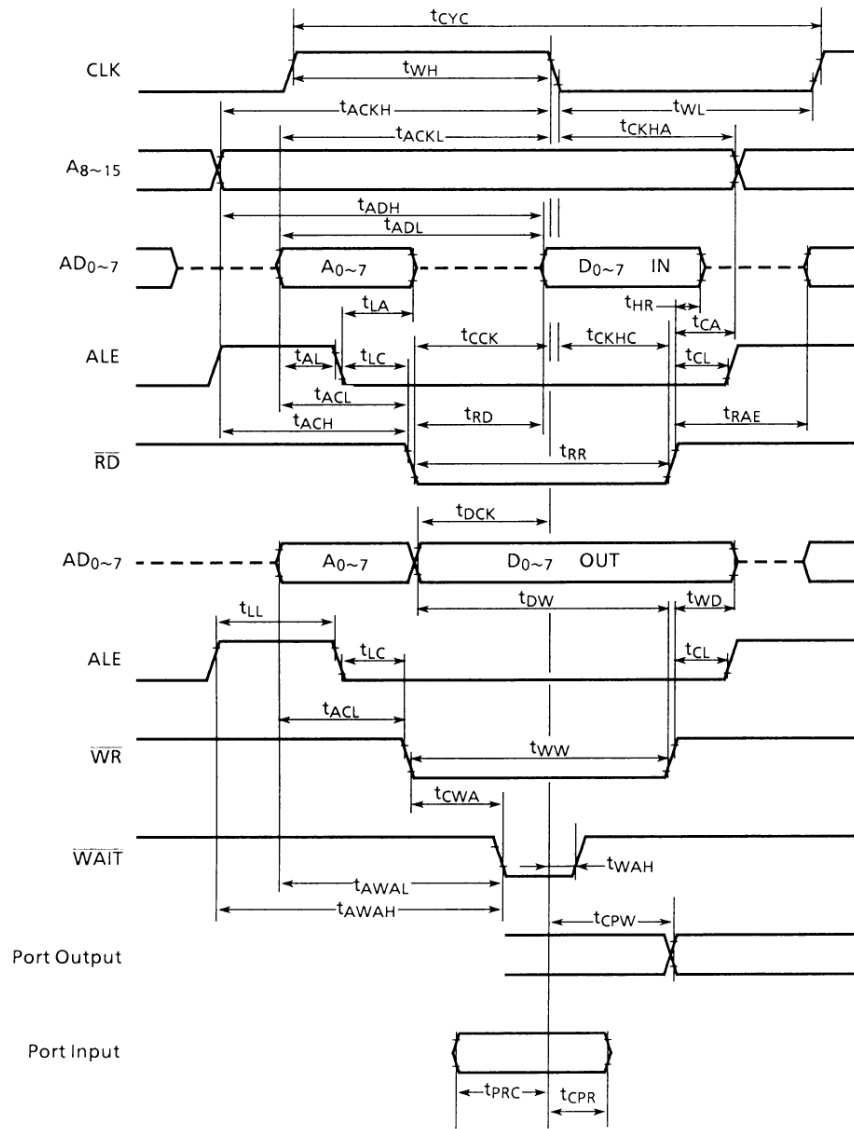 tCYC
CLK
tWH
tACKH
tWL
tACKL
tCKHA
A8~15
tADH
tADL
AD0~7
A0~7
D0~7 IN
tLA
tHR
tCCK
tCKHC
tCA
ALE
tAL
tLC
tCL
tACL
tACH
tRD
tRAE
RD
tRR
tDCK
AD0~7
A0~7
D0~7 OUT
tDW
tWD
tLL
ALE
tLC
tCL
tACL
WR
tWW
tCWA
WAIT
tWAH
tAWAL
tAWAH
tCPW
Port Output
Port Input
tPRC
tCPR